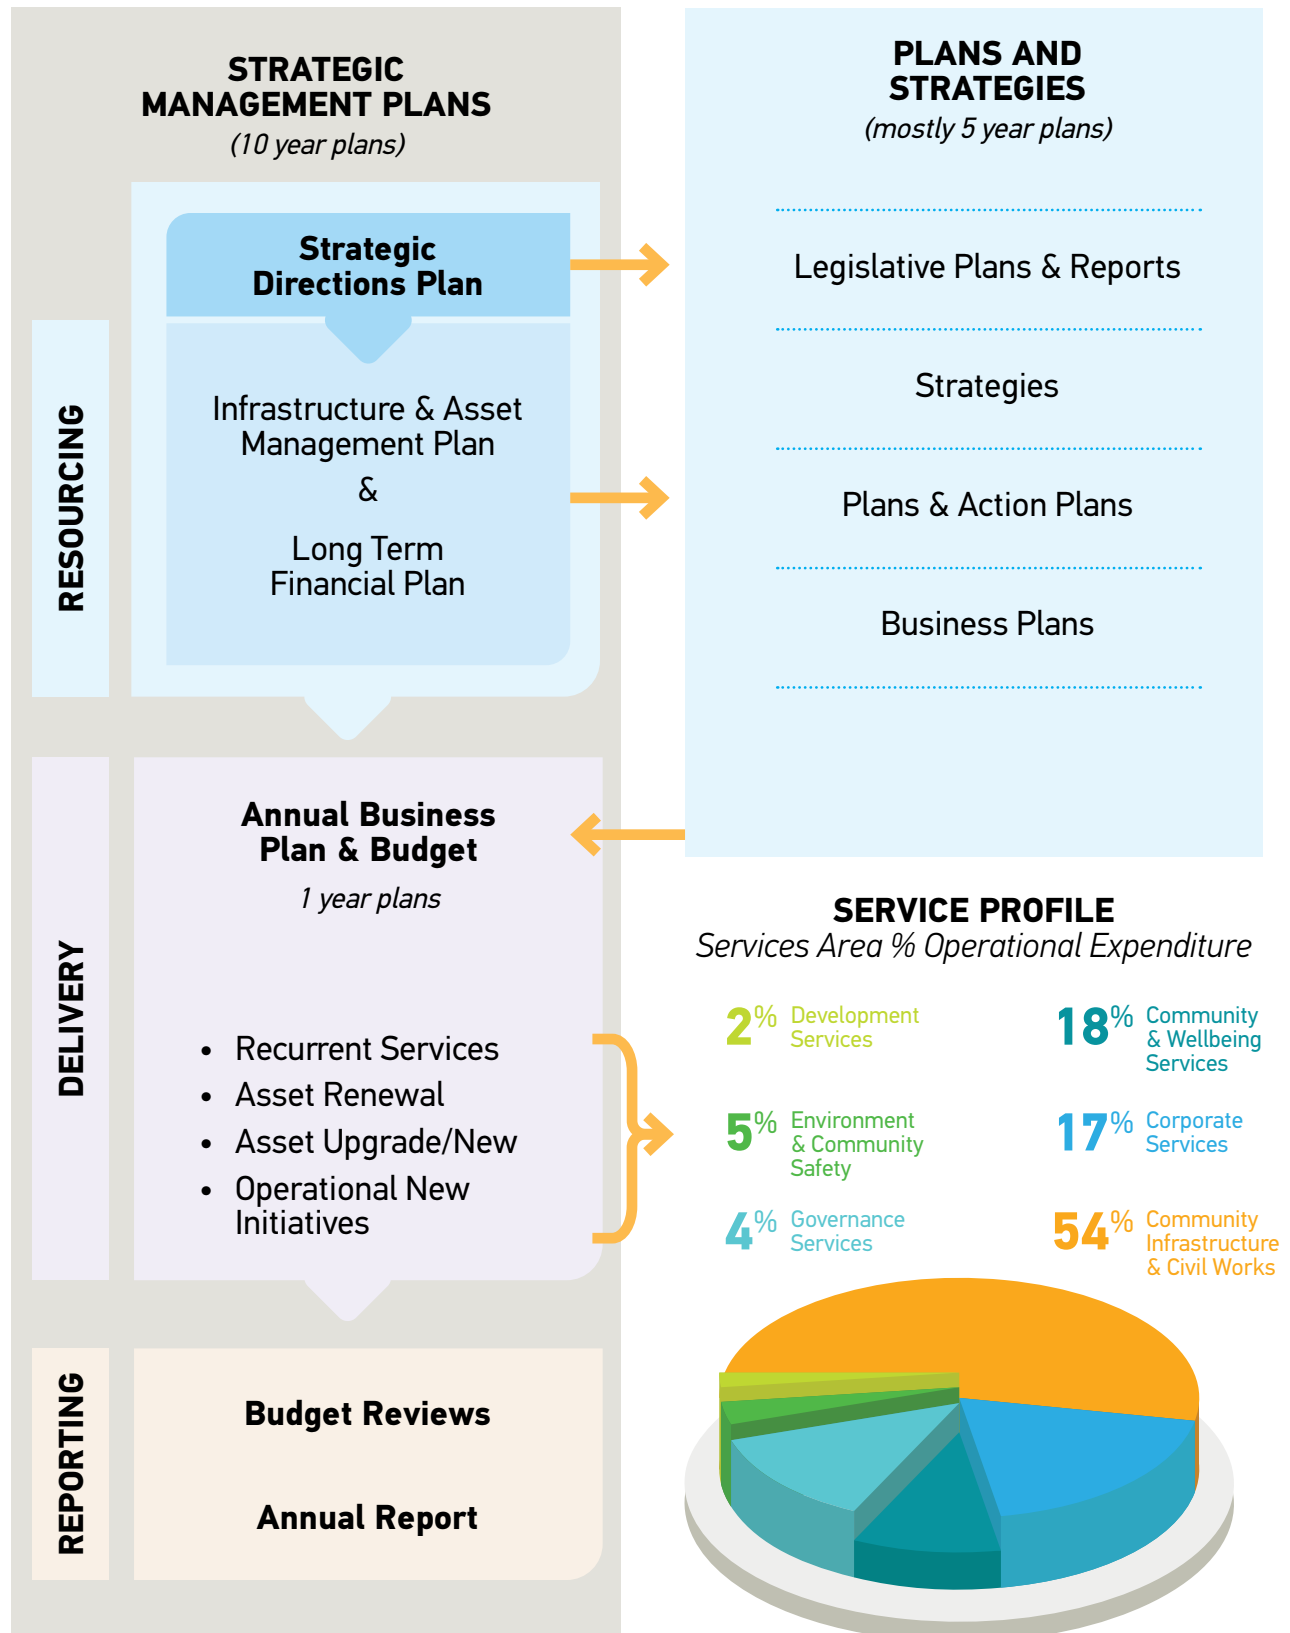 STRATEGIC
MANAGEMENT PLANS
(10 year plans)
Strategic
Directions Plan
RESOURCING
Infrastructure & Asset
Management Plan
&
Long Term
Financial Plan
PLANS AND
STRATEGIES
(mostly 5 year plans)
Legislative Plans & Reports
Strategies
Plans & Action Plans
Business Plans
DELIVERY
Annual Business
Plan & Budget
1 year plans
• Recurrent Services
• Asset Renewal
• Asset Upgrade/New
• Operational New
Initiatives
SERVICE PROFILE
Services Area % Operational Expenditure
2% Development
Services
5% Environment
& Community
Safety
4% Governance
Services
18% Community
& Wellbeing
Services
17% Corporate
Services
54% Community
Infrastructure
& Civil Works
REPORTING
Budget Reviews
Annual Report